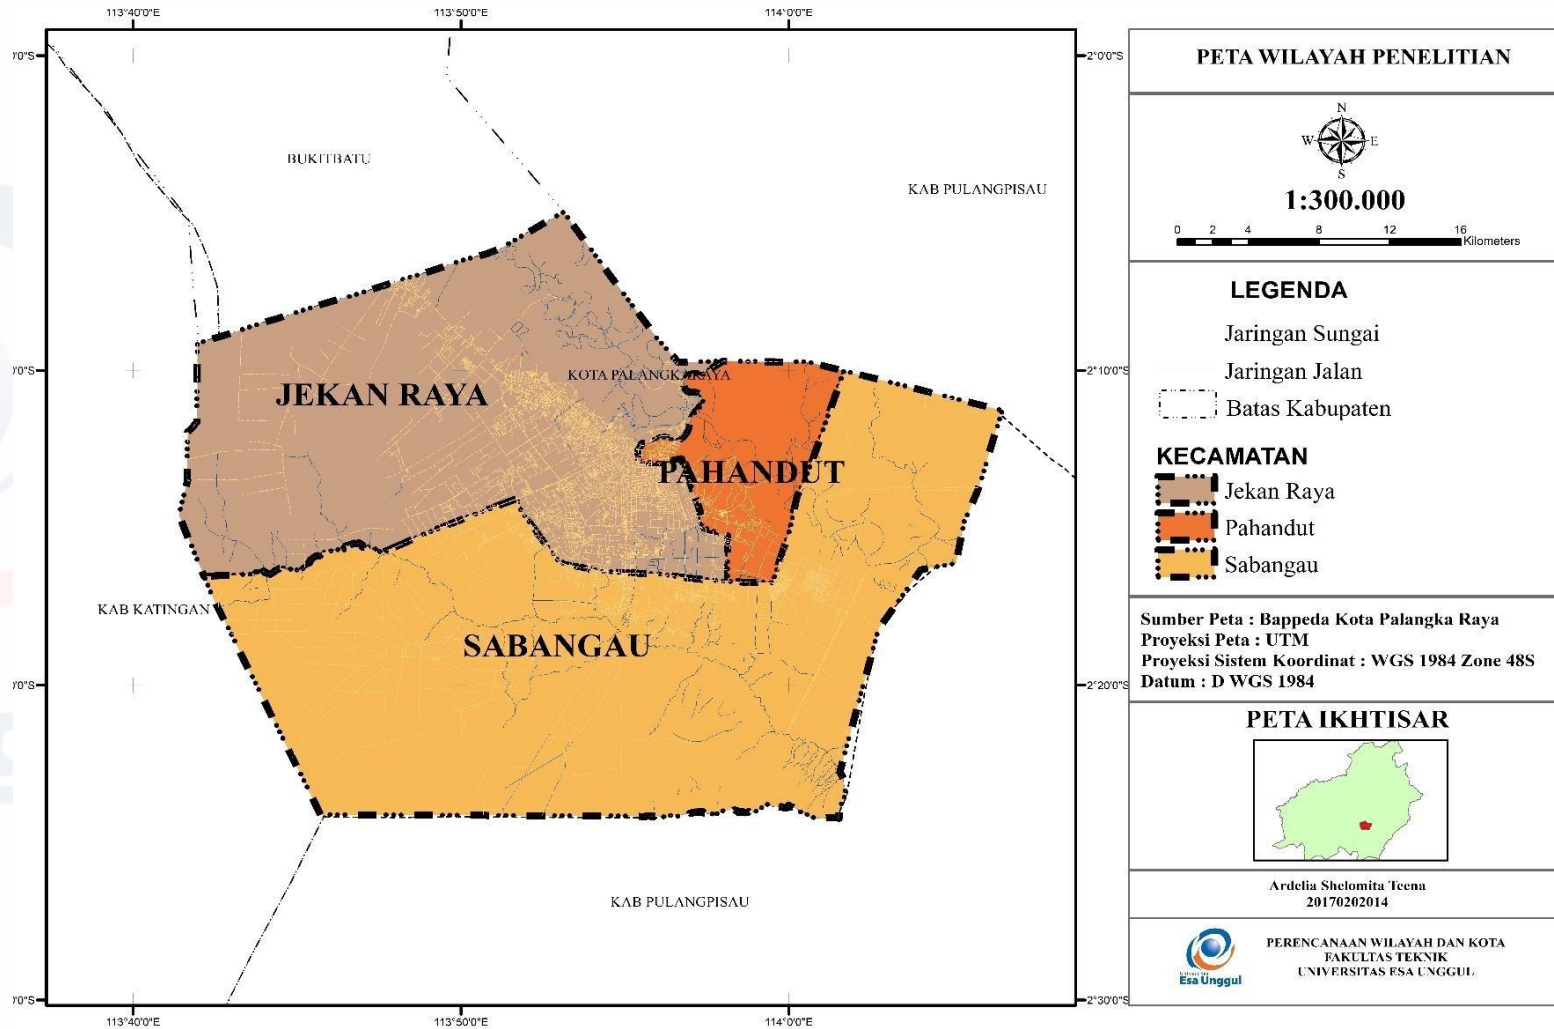 113°40'0"E
113°50'0"E
114°0'0"E
2°0'0"S
2°10'0"S
2°20'0"S
2°30'0"S
BUKITBATU
KAB PULANGPISAU
KOTA PALANGKARAYA
JEKAN RAYA
PAHANDUT
KAB KATINGAN
SABANGAU
KAB PULANGPISAU
113°40'0"E
113°50'0"E
114°0'0"E
PETA WILAYAH PENELITIAN
N
W
E
S
1:300.000
0 2 4 8 12 16
Kilometers
LEGENDA
Jaringan Sungai
Jaringan Jalan
Batas Kabupaten
KECAMATAN
Jekan Raya
Pahandut
Sabangau
Sumber Peta : Bappeda Kota Palangka Raya
Proyeksi Peta : UTM
Proyeksi Sistem Koordinat : WGS 1984 Zone 48S
Datum : D WGS 1984
PETA IKHTISAR
Ardelia Shelomita Teena
20170202014
Universitas
Esa Unggul
PERENCANAAN WILAYAH DAN KOTA
FAKULTAS TEKNIK
UNIVERSITAS ESA UNGGUL